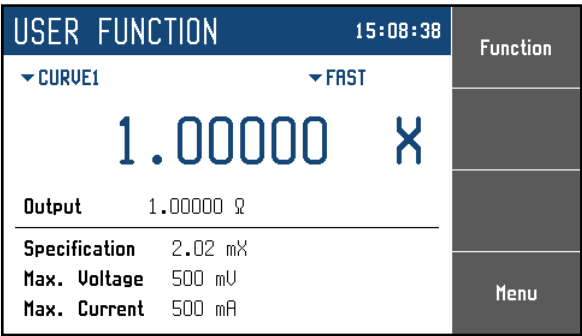 USER FUNCTION 15:08:38
Function
CURVE1 FAST
1.00000 X
Output 1.00000 Ω
Specification 2.02 mX
Max. Voltage 500 mV
Max. Current 500 mA
Menu